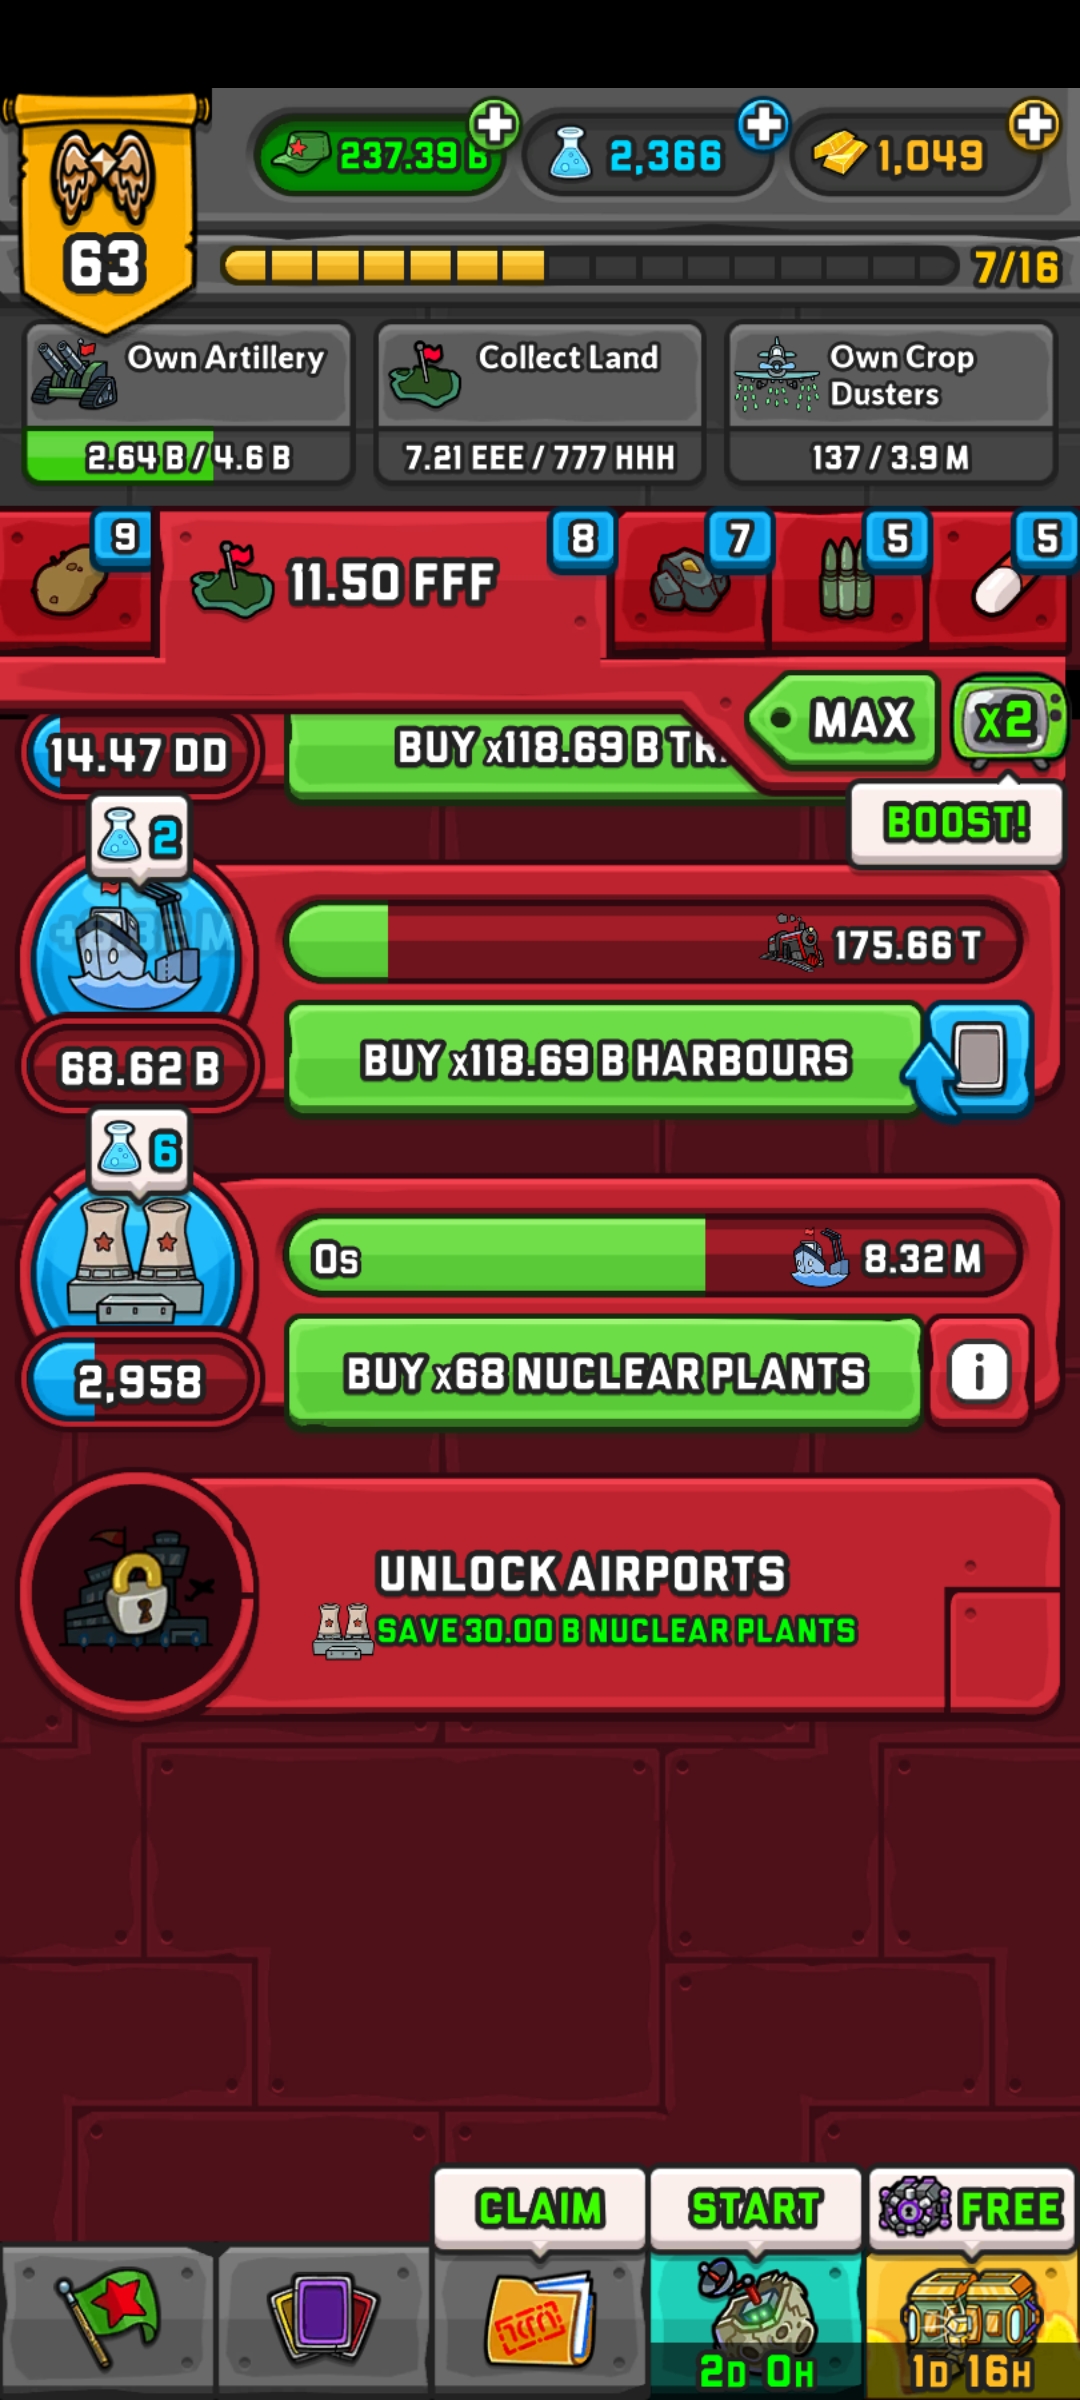 63
237.39 B
2,366
1,049
7/16
Own Artillery
2.64 B / 4.6 B
Collect Land
7.21 EEE / 777 HHH
Own Crop
Dusters
137 / 3.9 M
9
11.50 FFF
8
7
5
5
MAX
x2
BOOST!
14.47 DD
BUY x118.69 B
2
175.66 T
68.62 B
BUY x118.69 B HARBOURS
6
0s
8.32 M
2,958
BUY x68 NUCLEAR PLANTS
i
UNLOCK AIRPORTS
SAVE 30.00 B NUCLEAR PLANTS
CLAIM
START
FREE
2D 0H
1D 16H